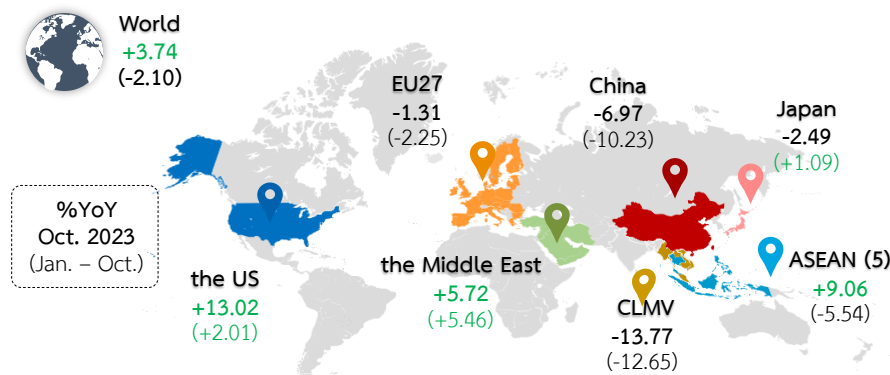 World
+3.74
(-2.10)
EU27
-1.31
(-2.25)
China
-6.97
(-10.23)
Japan
-2.49
(+1.09)
%YoY
Oct. 2023
(Jan. – Oct.)
the US
+13.02
(+2.01)
the Middle East
+5.72
(+5.46)
CLMV
-13.77
(-12.65)
ASEAN (5)
+9.06
(-5.54)